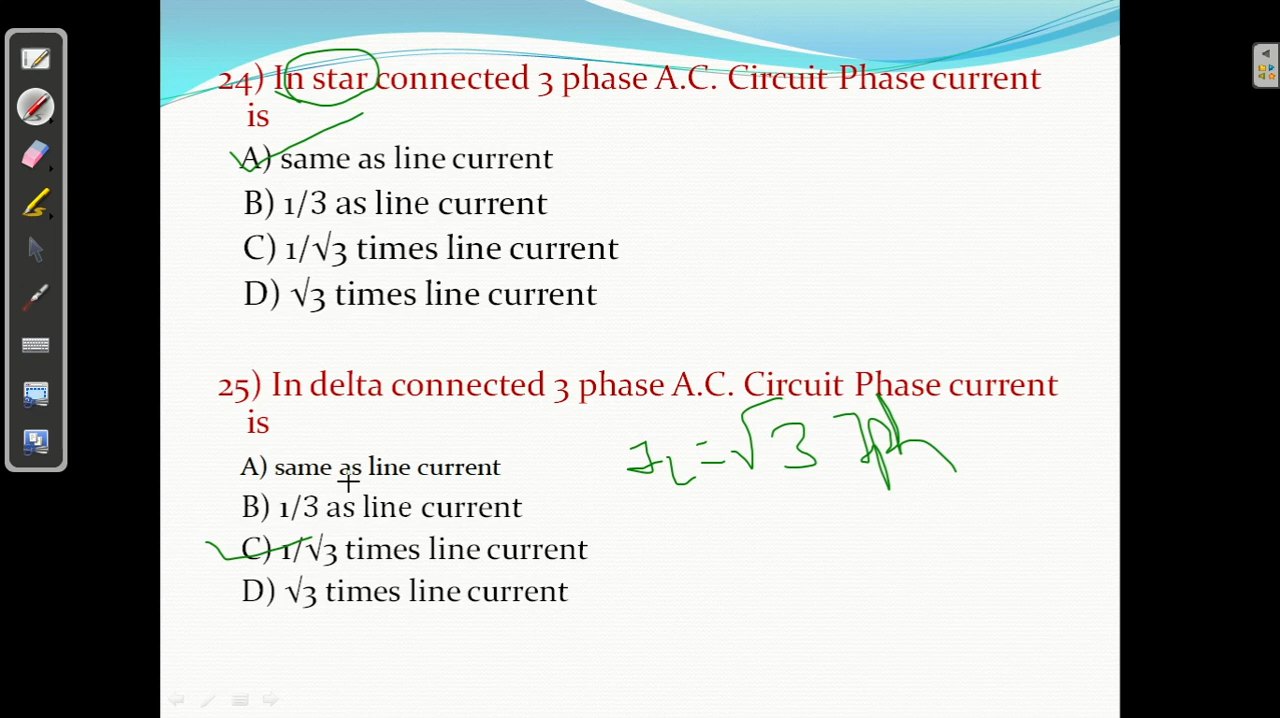 24) In star connected 3 phase A.C. Circuit Phase current
is
A) same as line current
B) 1/3 as line current
C) 1/√3 times line current
D) √3 times line current
25) In delta connected 3 phase A.C. Circuit Phase current
is
A) same as line current
I_L = √3 Iph
B) 1/3 as line current
C) 1/√3 times line current
D) √3 times line current